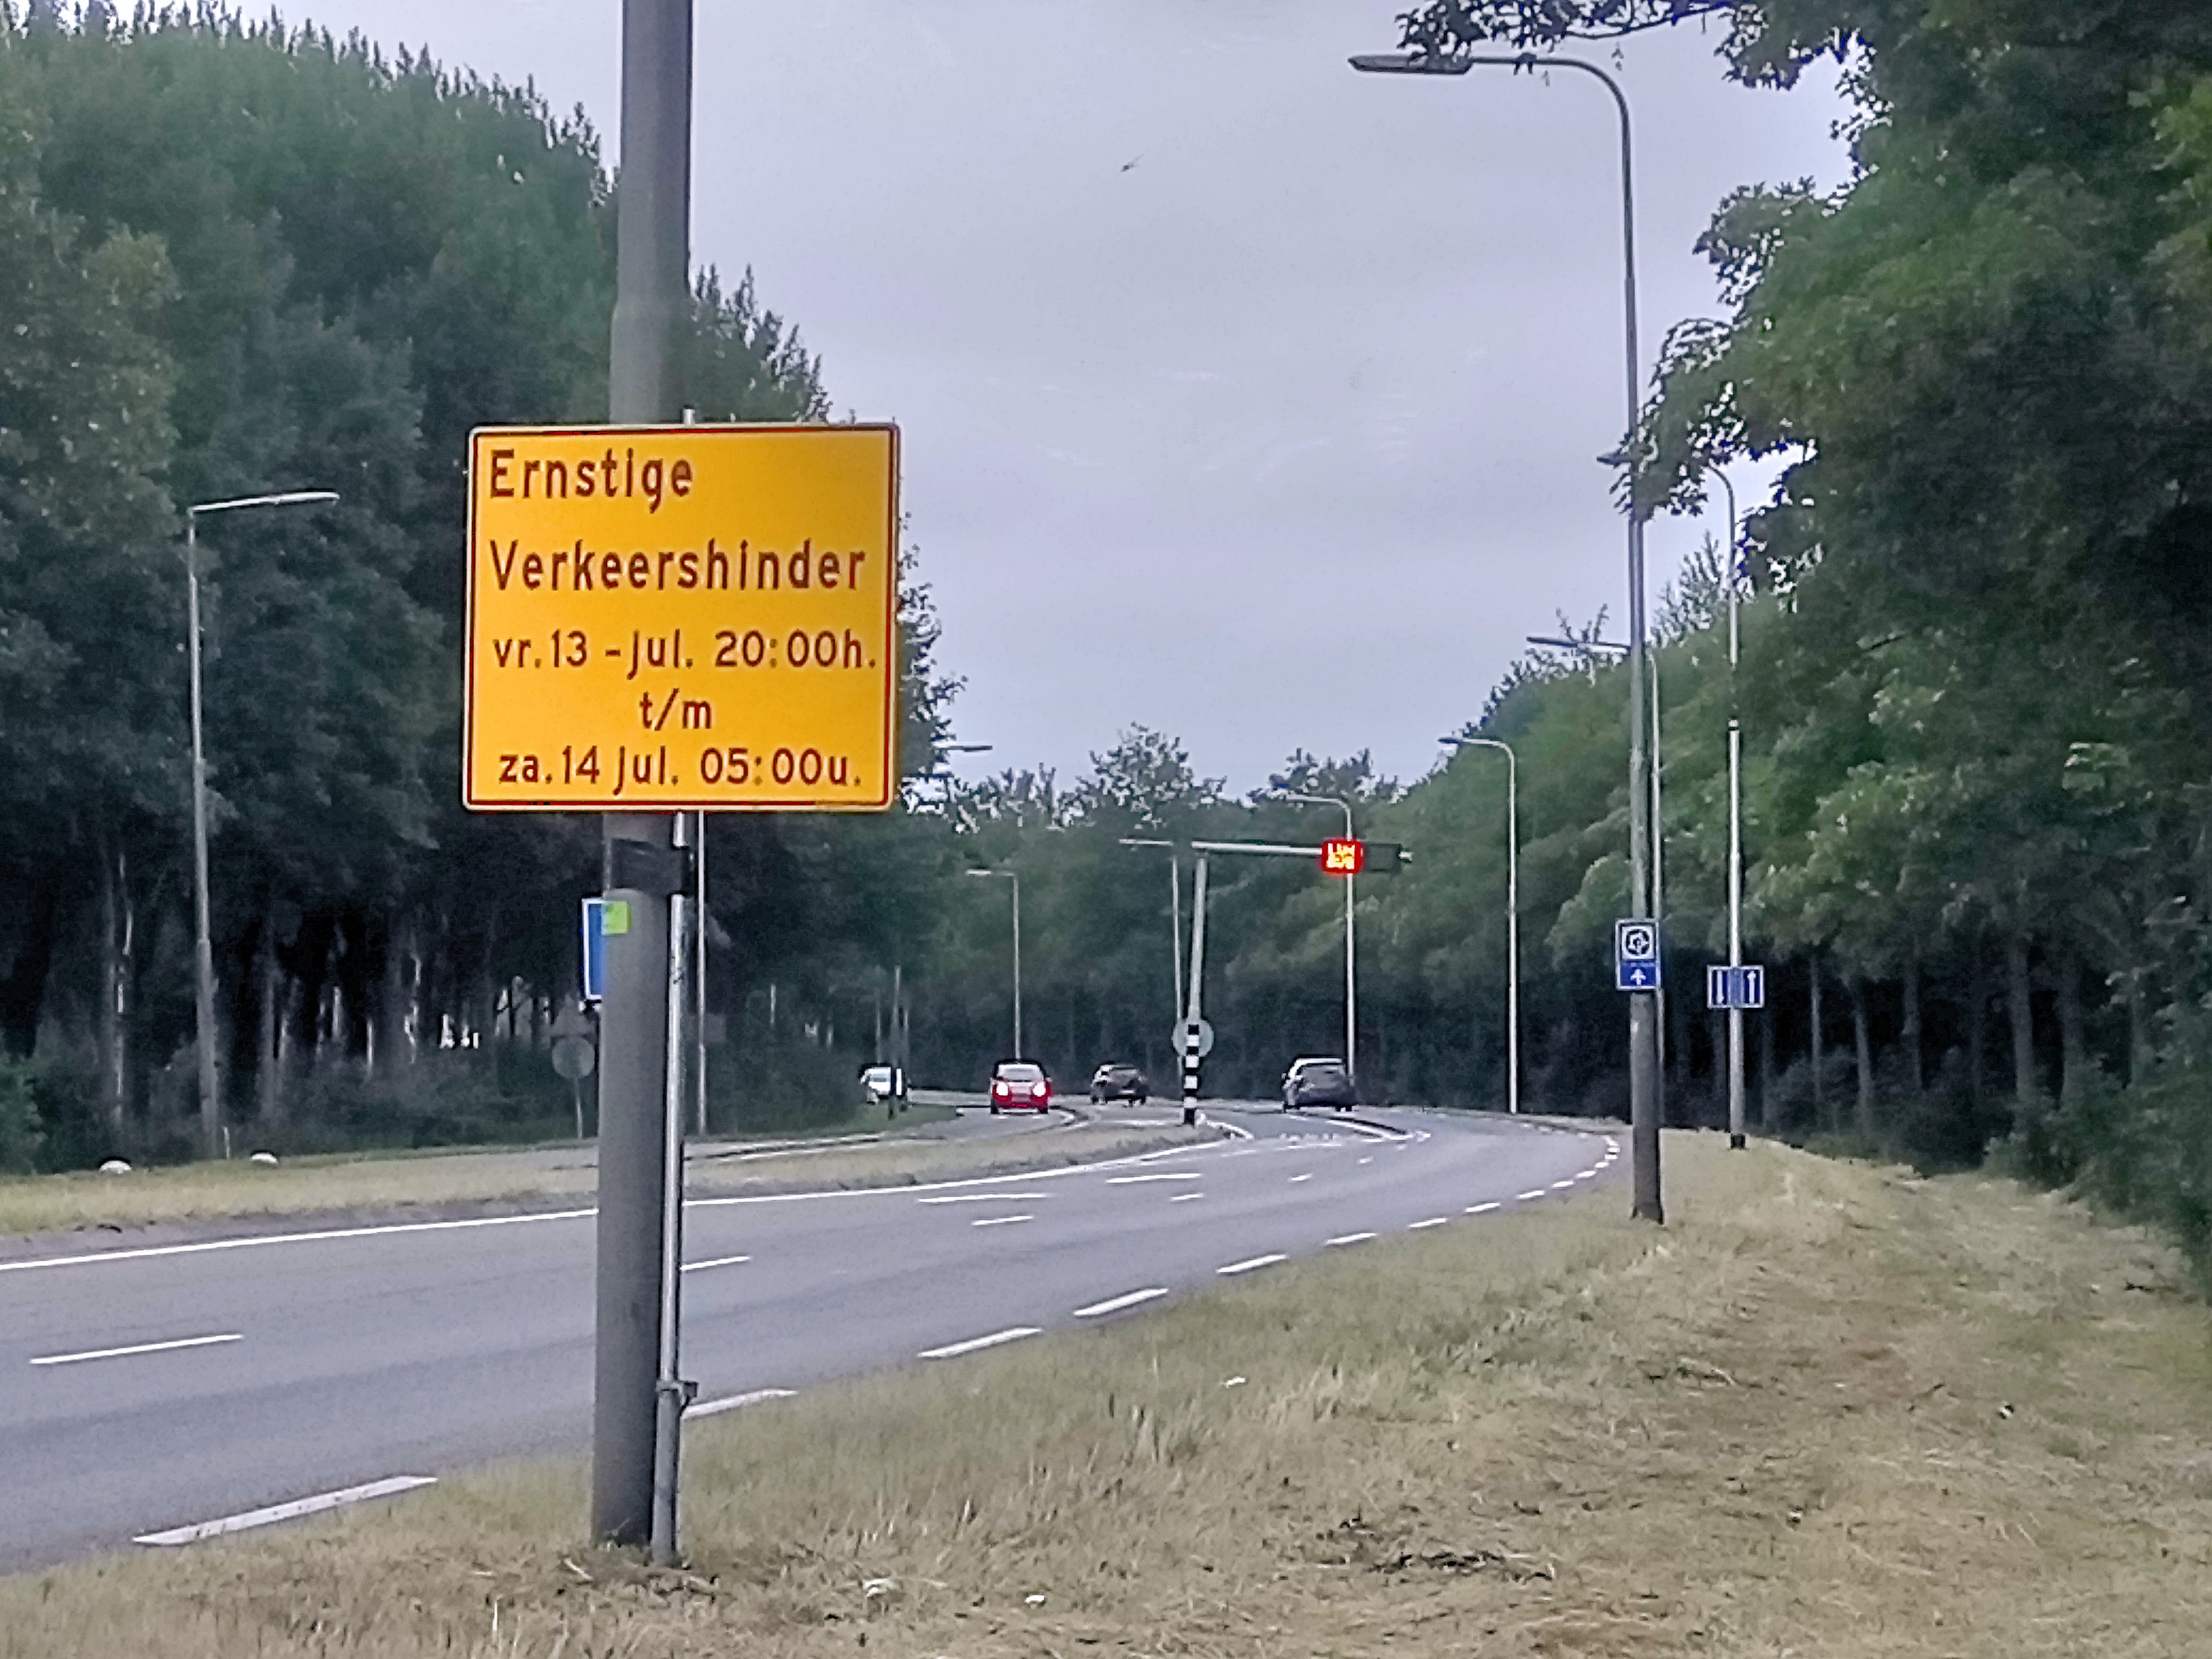 Ernstige
Verkeershinder
vr.13 -jul. 20:00h.
t/m
za.14 jul. 05:00u.